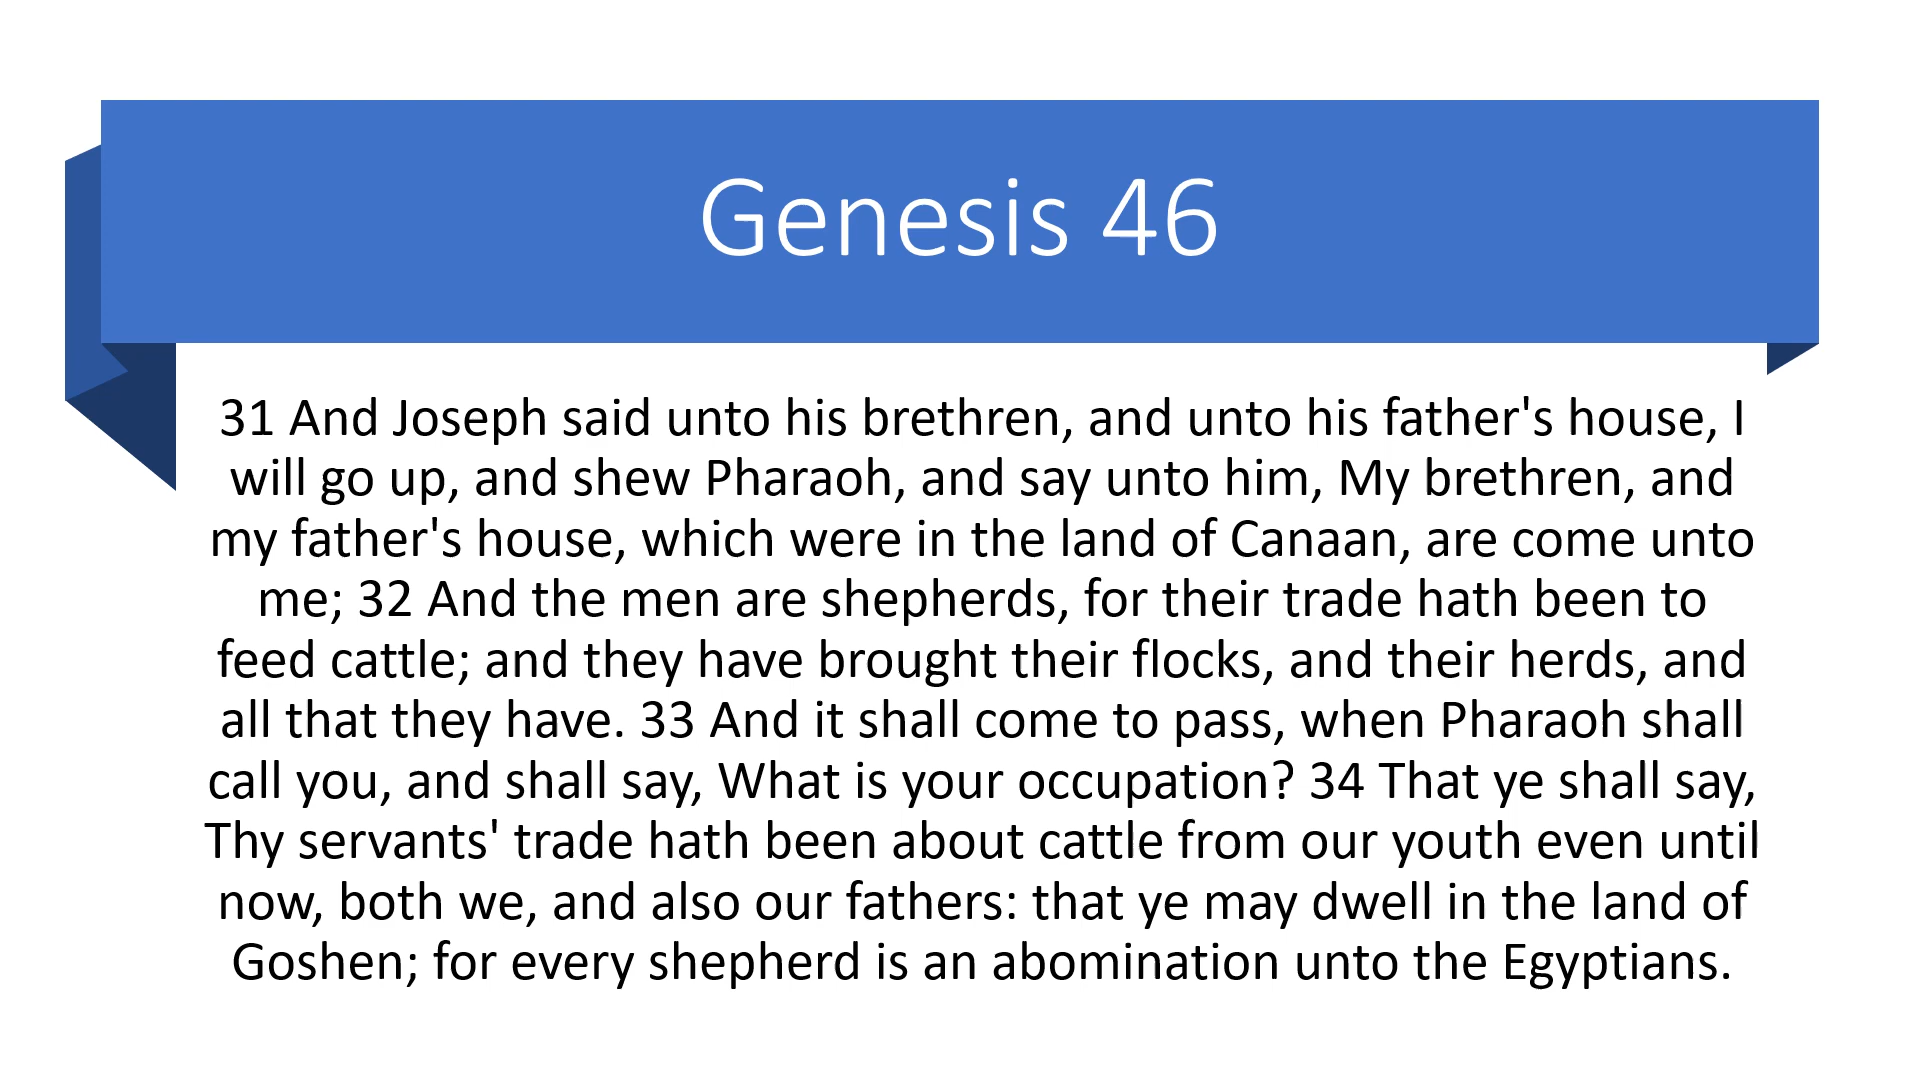 Genesis 46
31 And Joseph said unto his brethren, and unto his father's house, I
will go up, and shew Pharaoh, and say unto him, My brethren, and
my father's house, which were in the land of Canaan, are come unto
me; 32 And the men are shepherds, for their trade hath been to
feed cattle; and they have brought their flocks, and their herds, and
all that they have. 33 And it shall come to pass, when Pharaoh shall
call you, and shall say, What is your occupation? 34 That ye shall say,
Thy servants' trade hath been about cattle from our youth even until
now, both we, and also our fathers: that ye may dwell in the land of
Goshen; for every shepherd is an abomination unto the Egyptians.